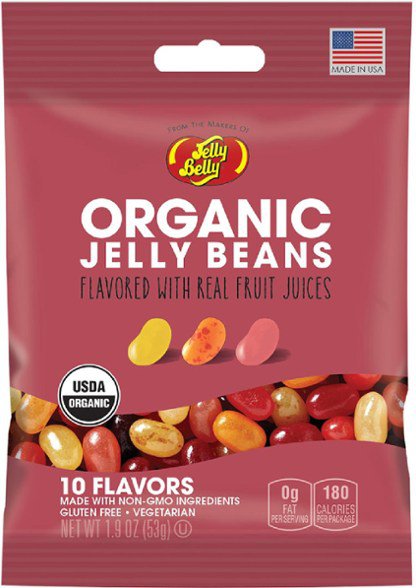 MADE IN USA
FROM THE MAKERS OF
Jelly
Belly
ORGANIC
JELLY BEANS
FLAVORED WITH REAL FRUIT JUICES
USDA
ORGANIC
10 FLAVORS
MADE WITH NON-GMO INGREDIENTS
GLUTEN FREE • VEGETARIAN
NET WT 1.9 OZ (53g) U
0g
FAT
PER SERVING
180
CALORIES
PER PACKAGE